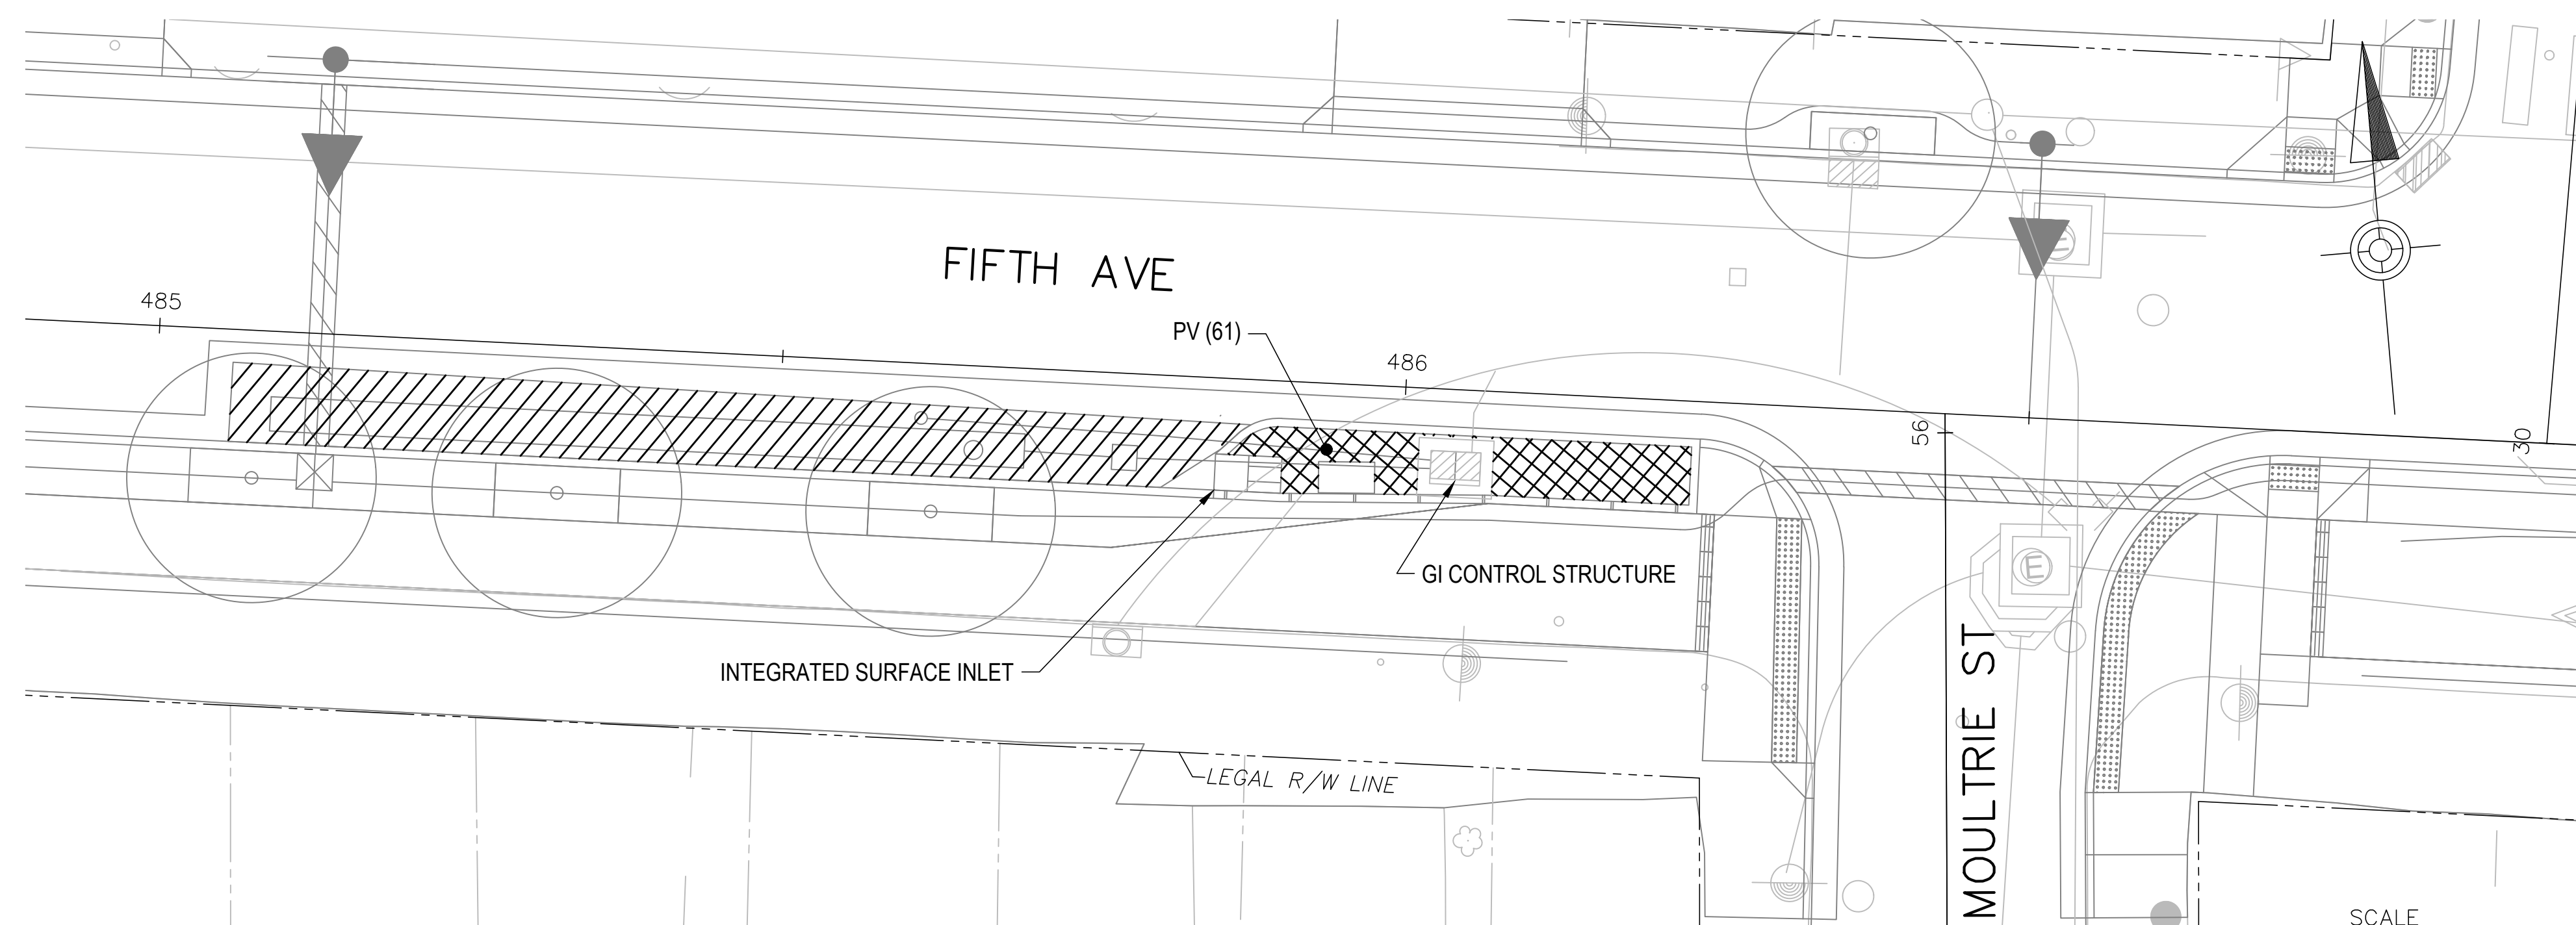 FIFTH AVE
485
PV (61)
486
56
30
GI CONTROL STRUCTURE
E
E
INTEGRATED SURFACE INLET
MOULTRIE ST
LEGAL R/W LINE
SCALE